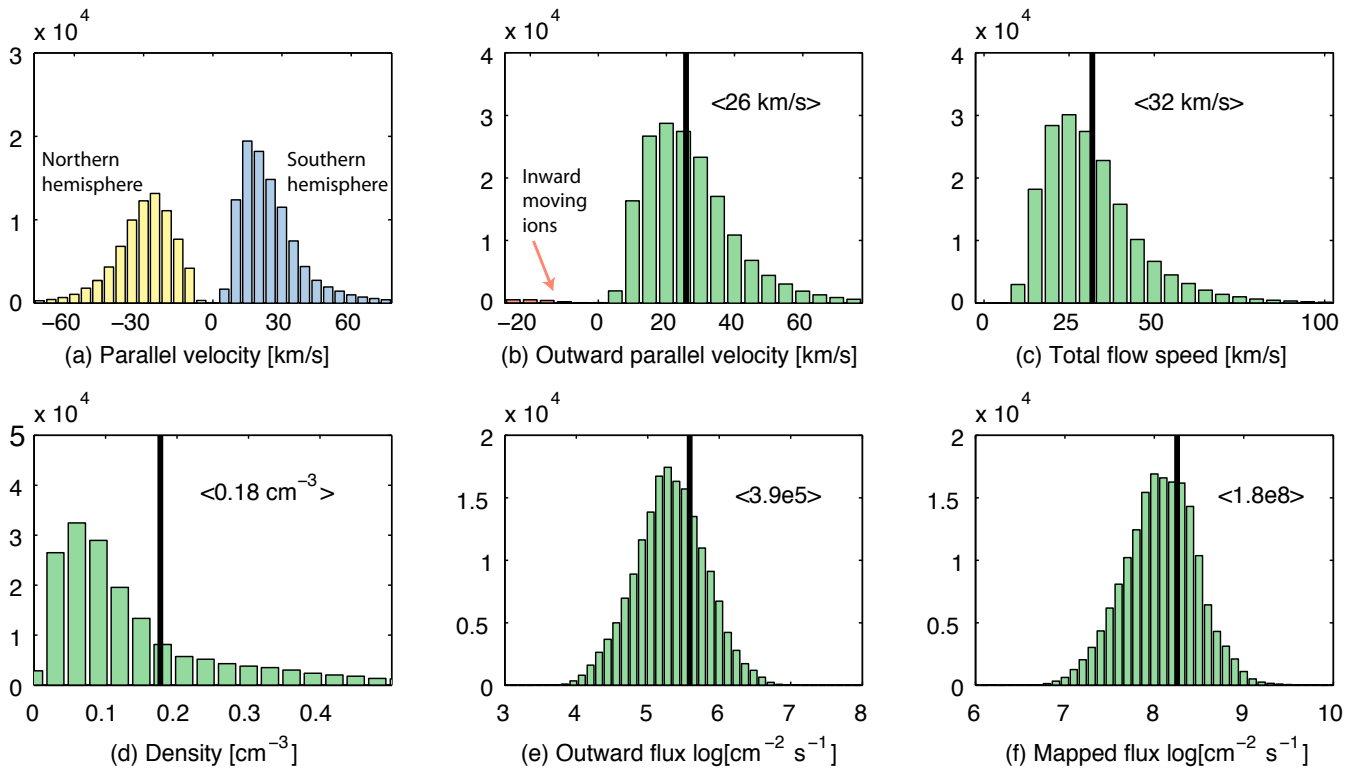 x 10^4
3
2
1
0
Northern
hemisphere
Southern
hemisphere
−60 −30 0 30 60
(a) Parallel velocity [km/s]
x 10^4
4
3
2
1
0
<26 km/s>
Inward
moving
ions
−20 0 20 40 60
(b) Outward parallel velocity [km/s]
x 10^4
4
3
2
1
0
<32 km/s>
0 25 50 100
(c) Total flow speed [km/s]
x 10^4
5
4
3
2
1
0
<0.18 cm^−3 >
0 0.1 0.2 0.3 0.4
(d) Density [cm^−3]
x 10^4
2
1.5
1
0.5
0
<3.9e5>
3 4 5 6 7 8
(e) Outward flux log[cm^−2 s^−1]
x 10^4
2
1.5
1
0.5
0
<1.8e8>
6 7 8 9 10
(f) Mapped flux log[cm^−2 s^−1]